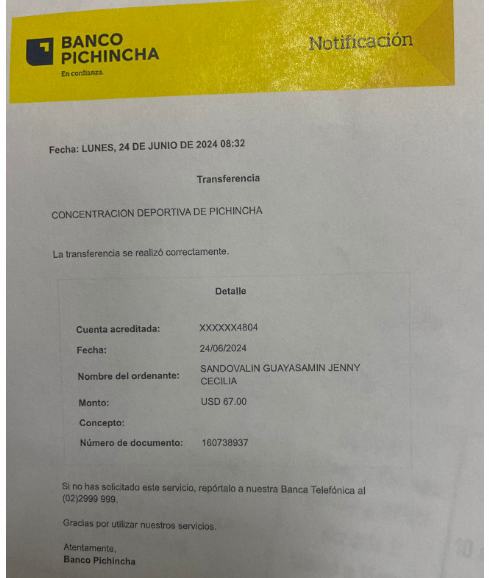 BANCO
PICHINCHA
En confianza.
Notificación
Fecha: LUNES, 24 DE JUNIO DE 2024 08:32
Transferencia
CONCENTRACION DEPORTIVA DE PICHINCHA
La transferencia se realizó correctamente.
Detalle
Cuenta acreditada: XXXXXX4804
Fecha: 24/06/2024
Nombre del ordenante: SANDOVALIN GUAYASAMIN JENNY
CECILIA
Monto: USD 67.00
Concepto:
Número de documento: 160738937
Si no has solicitado este servicio, repórtalo a nuestra Banca Telefónica al
(02)2999 999.
Gracias por utilizar nuestros servicios.
Atentamente,
Banco Pichincha